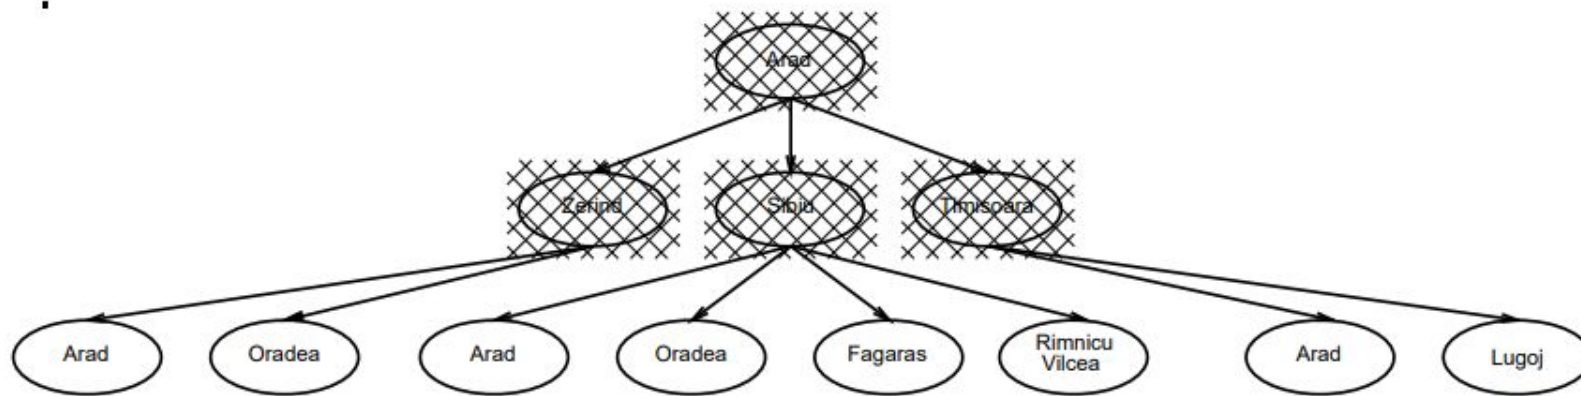 Arad
Zerind
Sibiu
Timisoara
Arad
Oradea
Arad
Oradea
Fagaras
Rimnicu
Vilcea
Arad
Lugoj